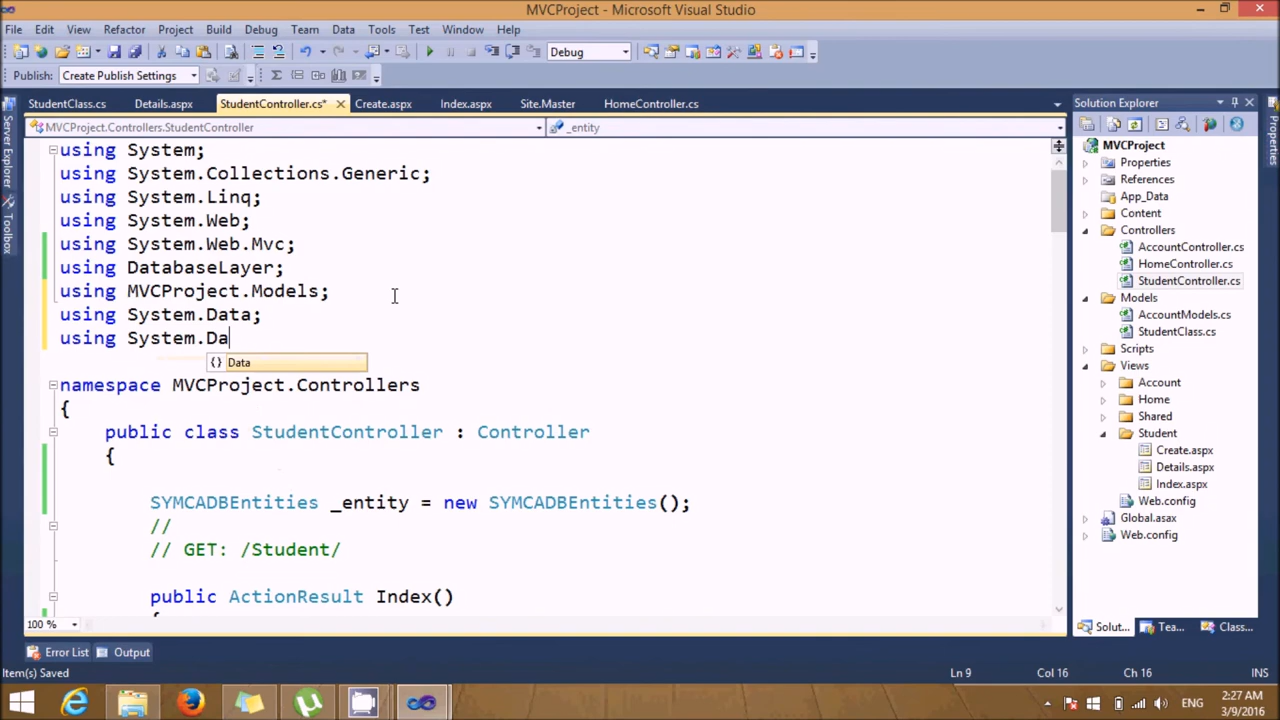 MVCProject - Microsoft Visual Studio
File Edit View Refactor Project Build Debug Team Data Tools Test Window Help
Debug
Publish: Create Publish Settings
StudentClass.cs Details.aspx StudentController.cs* Create.aspx Index.aspx Site.Master HomeController.cs
MVCProject.Controllers.StudentController _entity
using System;
using System.Collections.Generic;
using System.Linq;
using System.Web;
using System.Web.Mvc;
using DatabaseLayer;
using MVCProject.Models;
using System.Data;
using System.Da
{} Data
namespace MVCProject.Controllers
{
public class StudentController : Controller
{
SYMCADBEntities _entity = new SYMCADBEntities();
//
// GET: /Student/
public ActionResult Index()
{
100 %
Server Explorer
Toolbox
Solution Explorer
MVCProject
Properties
References
App_Data
Content
Controllers
AccountController.cs
HomeController.cs
StudentController.cs
Models
AccountModels.cs
StudentClass.cs
Scripts
Views
Account
Home
Shared
Student
Create.aspx
Details.aspx
Index.aspx
Web.config
Global.asax
Web.config
Solut... Tea... Class...
Properties
Error List Output
Item(s) Saved Ln 9 Col 16 Ch 16 INS
ENG
2:27 AM
3/9/2016